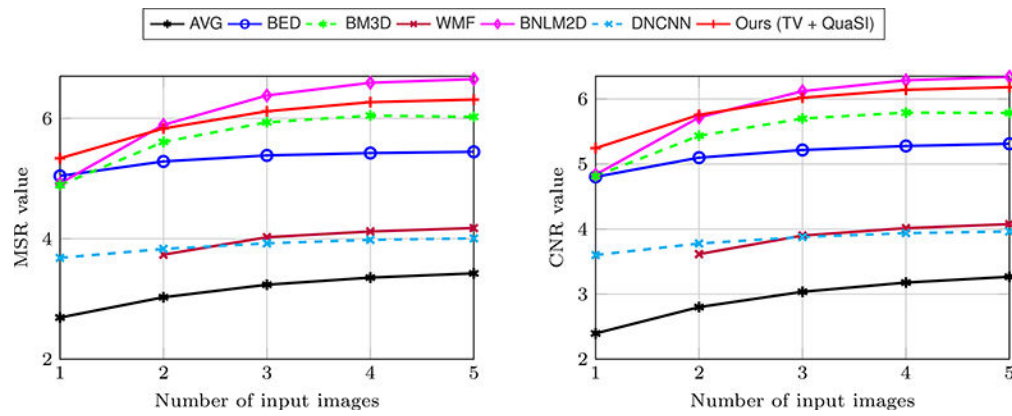 AVG BED BM3D WMF BNLM2D DNCNN Ours (TV + QuaSI)
MSR value
6
4
2
1 2 3 4 5
Number of input images
CNR value
6
5
4
3
2
1 2 3 4 5
Number of input images